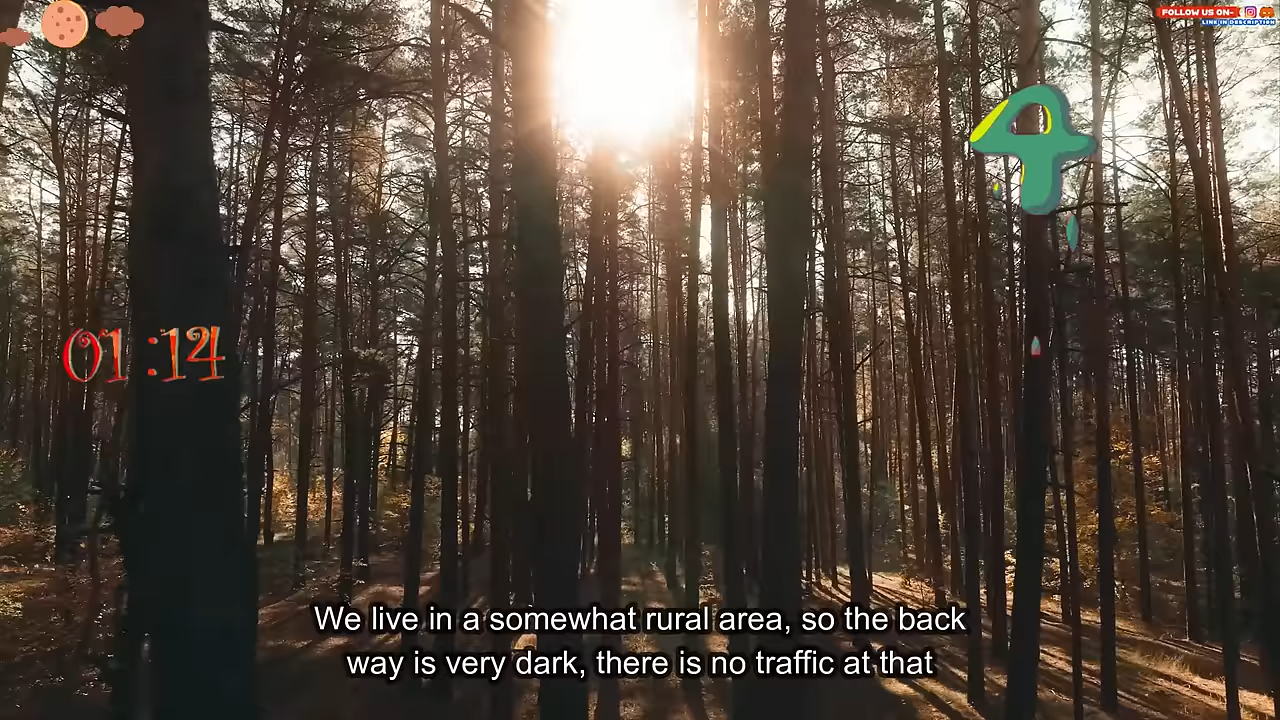 FOLLOW US ON-
LINK IN DESCRIPTION
4
01:14
We live in a somewhat rural area, so the back
way is very dark, there is no traffic at that